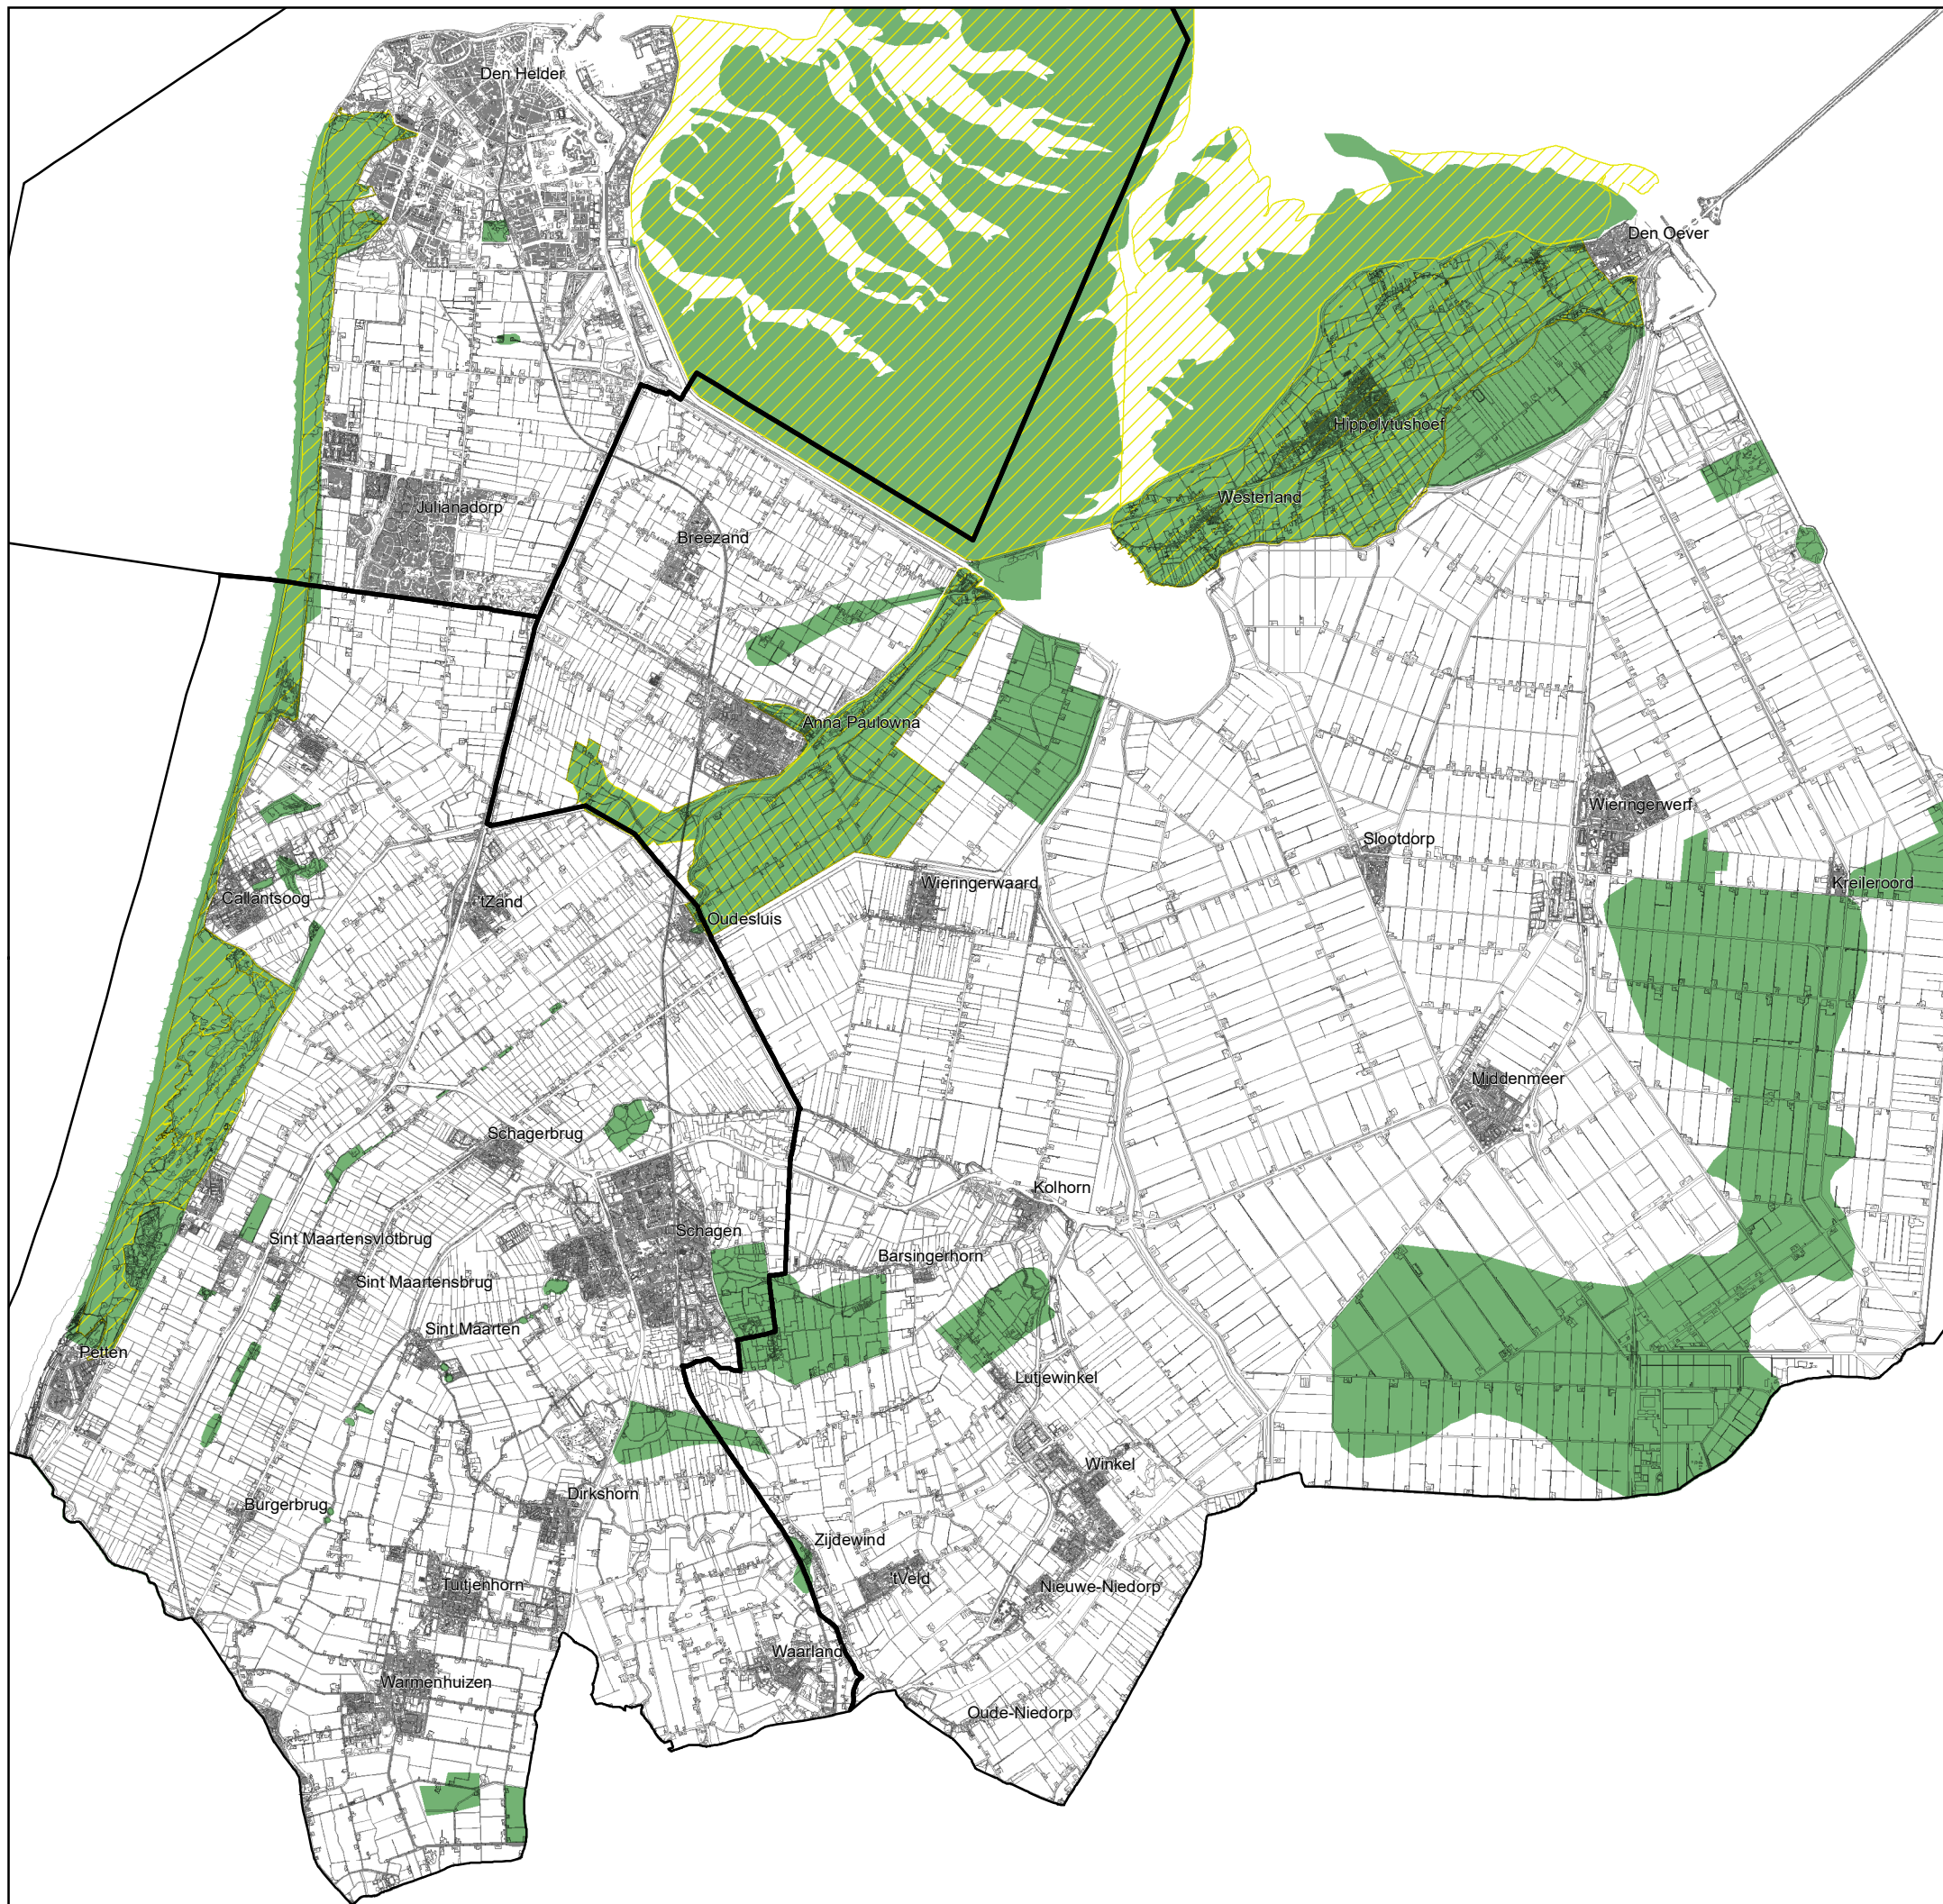 Den Helder
Den Oever
Hippolytushoef
Westerland
Julianadorp
Breezand
Anna Paulowna
Wieringerwerf
Slootdorp
Wieringerwaard
Kreileroord
Callantsoog
'tZand
Oudesluis
Middenmeer
Schagerbrug
Kolhorn
Schagen
Sint Maartensvlotbrug
Barsingerhorn
Sint Maartensbrug
Sint Maarten
Petten
Lutjewinkel
Winkel
Dirkshorn
Burgerbrug
Zijdewind
'tVeld
Tuitjenhorn
Nieuwe-Niedorp
Waarland
Warmenhuizen
Oude-Niedorp